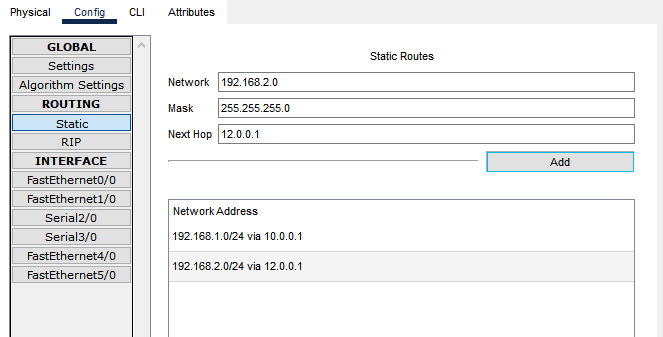 Physical Config CLI Attributes
GLOBAL
Settings
Algorithm Settings
ROUTING
Static
RIP
INTERFACE
FastEthernet0/0
FastEthernet1/0
Serial2/0
Serial3/0
FastEthernet4/0
FastEthernet5/0
Static Routes
Network 192.168.2.0
Mask 255.255.255.0
Next Hop 12.0.0.1
Add
Network Address
192.168.1.0/24 via 10.0.0.1
192.168.2.0/24 via 12.0.0.1